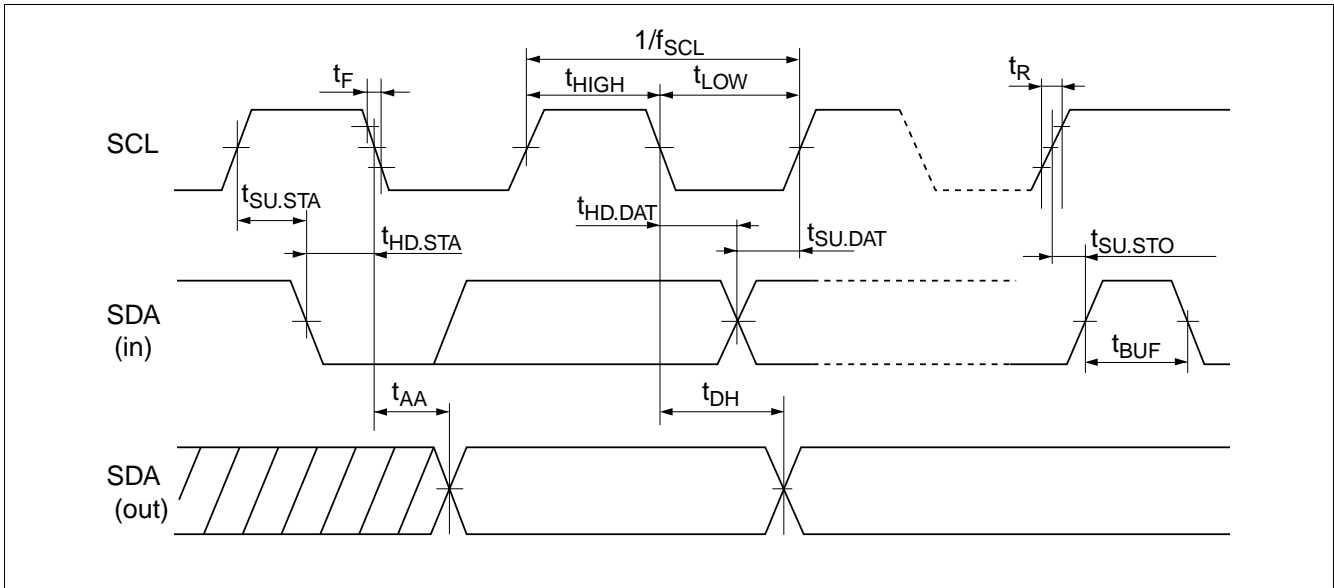 1/fSCL
tF
tHIGH
tLOW
tR
SCL
tSU.STA
tHD.STA
tHD.DAT
tSU.DAT
tSU.STO
SDA
(in)
tBUF
tAA
tDH
SDA
(out)